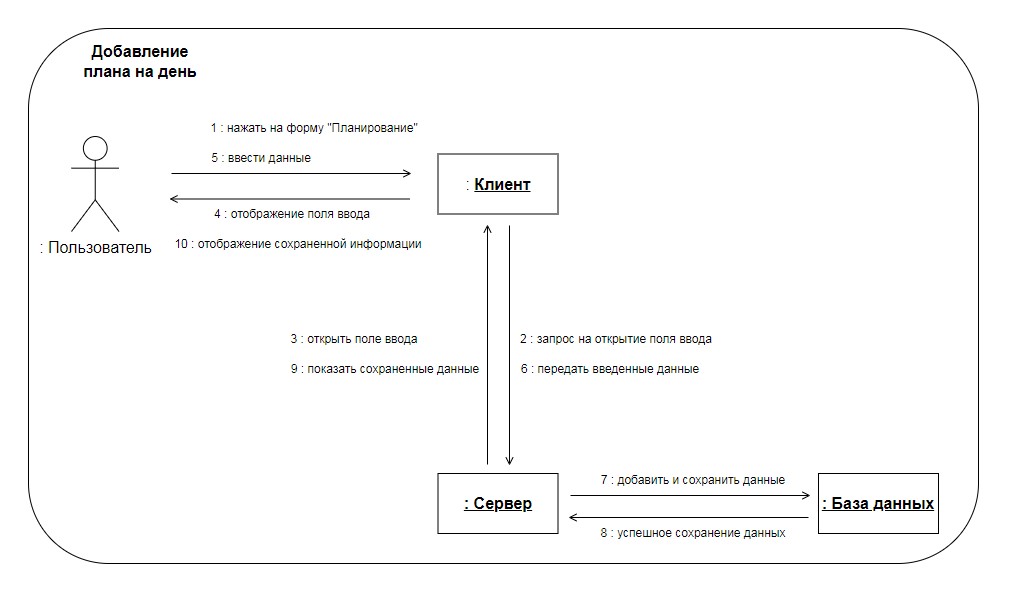 Добавление
плана на день
1 : нажать на форму "Планирование"
5 : ввести данные
: Клиент
4 : отображение поля ввода
10 : отображение сохраненной информации
: Пользователь
3 : открыть поле ввода
2 : запрос на открытие поля ввода
9 : показать сохраненные данные
6 : передать введенные данные
7 : добавить и сохранить данные
: Сервер
: База данных
8 : успешное сохранение данных